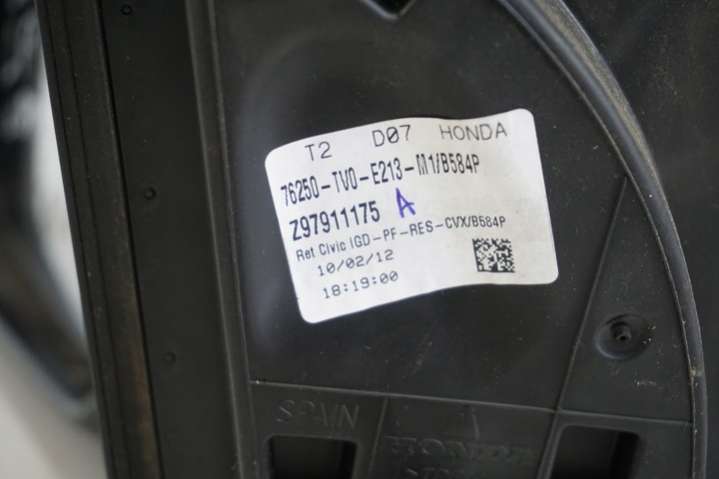 T2 D07 HONDA
76250-TV0-E213-M1/B584P
Z97911175 A
Ret Civic IGD-PF-RES-CVX/B584P
10/02/12
18:19:00
SPAIN HONDA